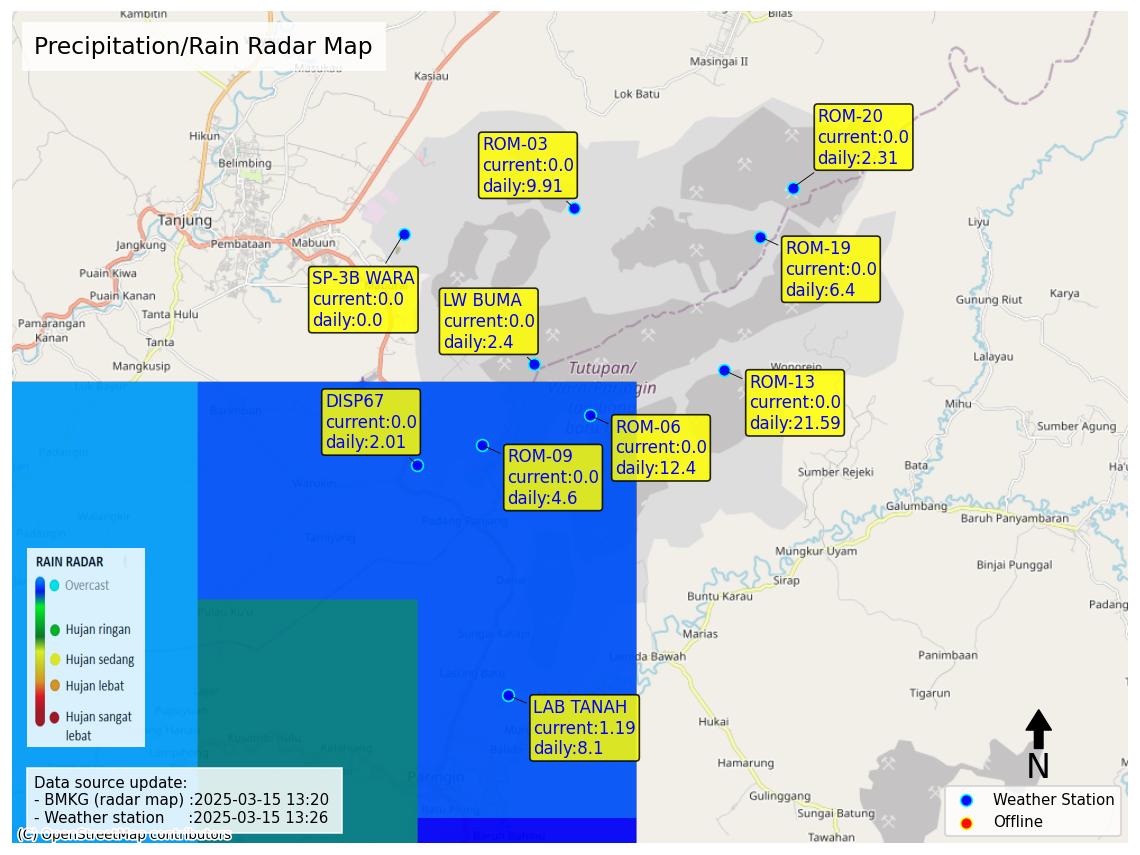 Precipitation/Rain Radar Map
Kambitin
Masukau
Kasiau
Bilas
Masingai II
Lok Batu
Hikun
Belimbing
Tanjung
Jangkung
Pembataan
Mabuun
Puain Kiwa
Puain Kanan
Tanta Hulu
Pamarangan
Kanan
Tanta
Mangkusip
ROM-03
current:0.0
daily:9.91
ROM-20
current:0.0
daily:2.31
ROM-19
current:0.0
daily:6.4
SP-3B WARA
current:0.0
daily:0.0
LW BUMA
current:0.0
daily:2.4
Liyu
Gunung Riut
Karya
Lalayau
Tutupan/
Wonorejo
ROM-13
current:0.0
daily:21.59
DISP67
current:0.0
daily:2.01
ROM-06
current:0.0
daily:12.4
ROM-09
current:0.0
daily:4.6
Mihu
Sumber Agung
Bata
Sumber Rejeki
Galumbang
Baruh Panyambaran
Mungkur Uyam
Binjai Punggal
Sirap
Buntu Karau
Padang
Marias
Lamida Bawah
Panimbaan
Tigarun
Hukai
Hamarung
Gulinggang
Sungai Batung
Tawahan
Barimbun
Warukin
Padang Panjang
Tamiyang
Dahai
Sungai Kalapi
Lasung Batu
Paringin
Baruh Bahinu
LAB TANAH
current:1.19
daily:8.1
RAIN RADAR
Overcast
Hujan ringan
Hujan sedang
Hujan lebat
Hujan sangat
lebat
Data source update:
- BMKG (radar map) :2025-03-15 13:20
- Weather station :2025-03-15 13:26
(C) OpenStreetMap contributors
N
Weather Station
Offline